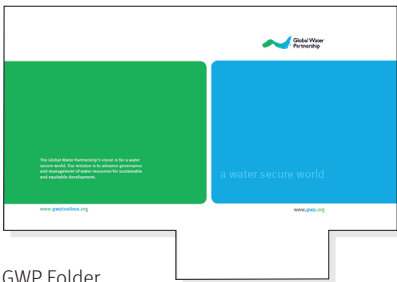 Global Water
Partnership
The Global Water Partnership's vision is for a water
secure world. Our mission is to advance governance
and management of water resources for sustainable
and equitable development.
a water secure world
www.gwptoolbox.org
www.gwp.org
GWP Folder